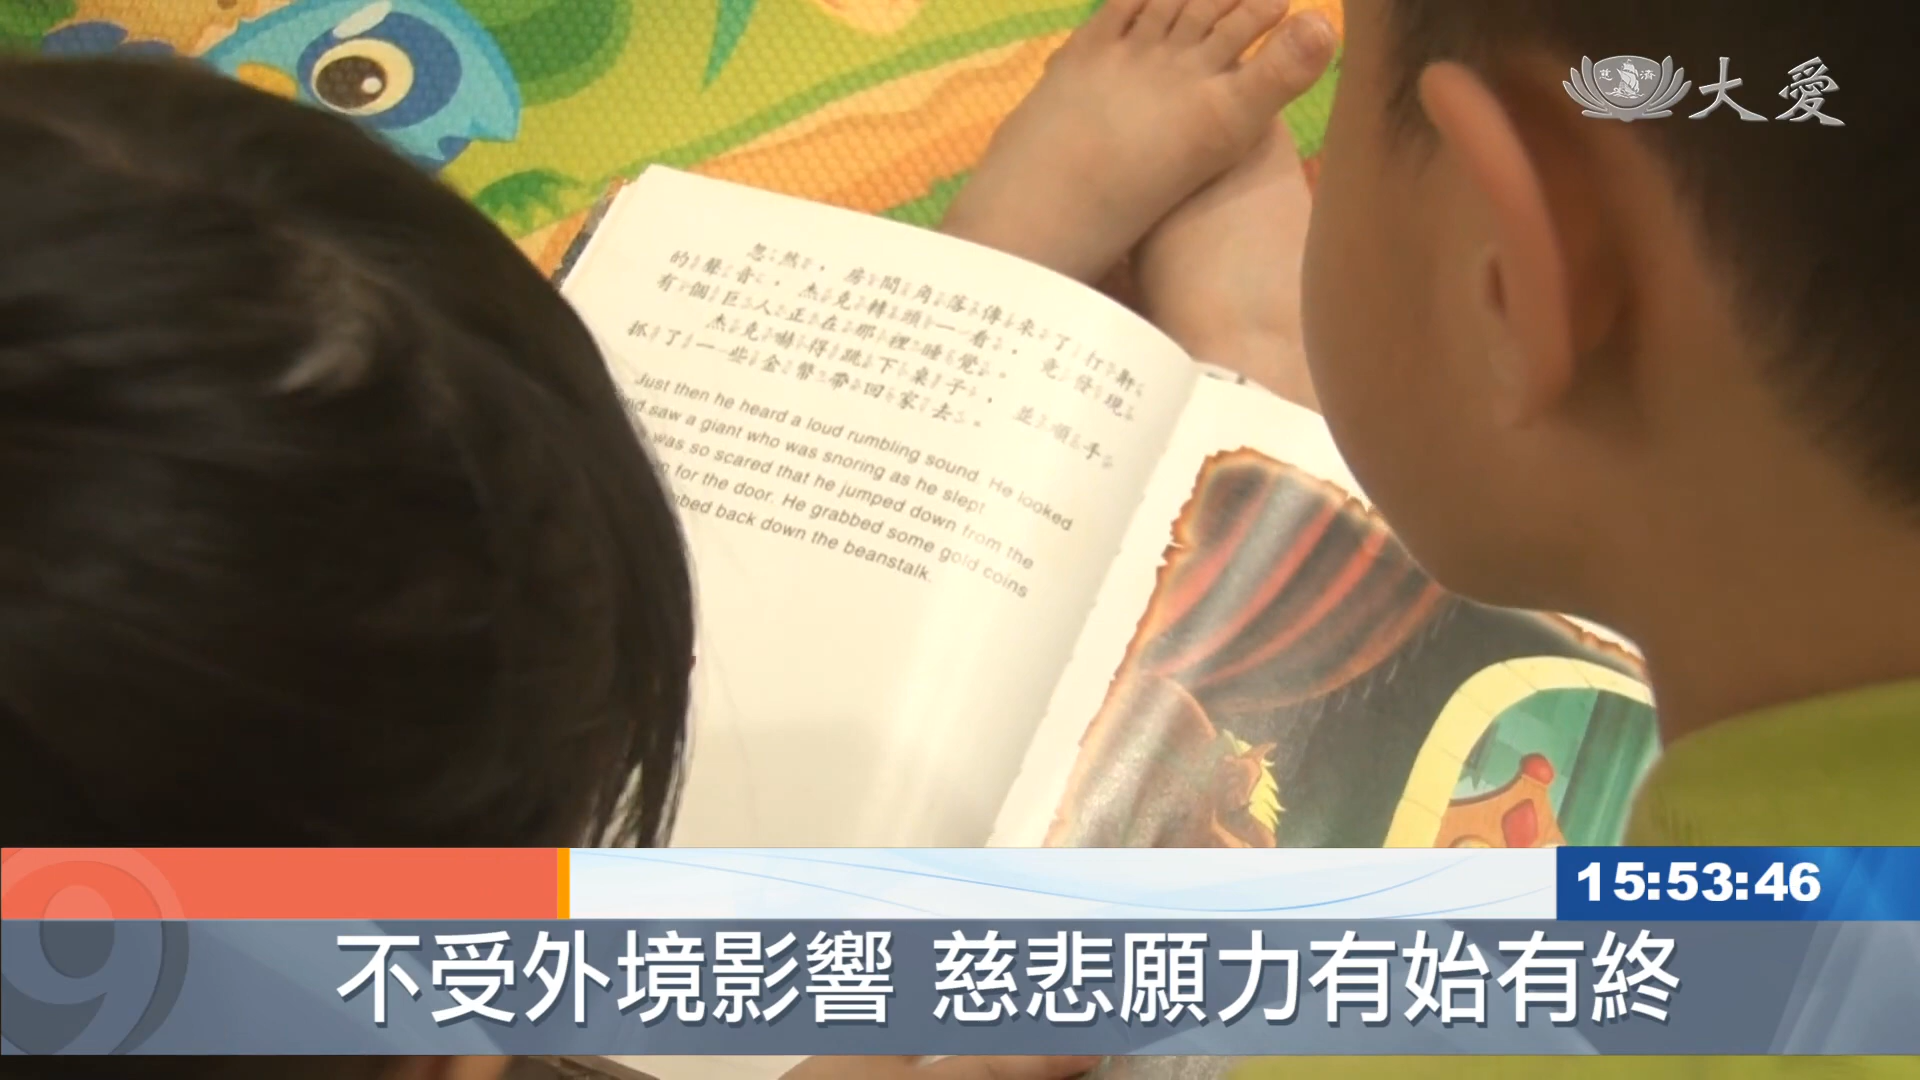 慈濟
大愛
忽然，房間角落傳來了打鼾
的聲音，杰克轉頭一看，竟發現
有個巨人正在那裡睡覺。
杰克嚇得跳下桌子，並順手
抓了一些金幣帶回家去。
Just then he heard a loud rumbling sound. He looked
and saw a giant who was snoring as he slept.
was so scared that he jumped down from the
for the door. He grabbed some gold coins
back down the beanstalk.
15:53:46
不受外境影響 慈悲願力有始有終